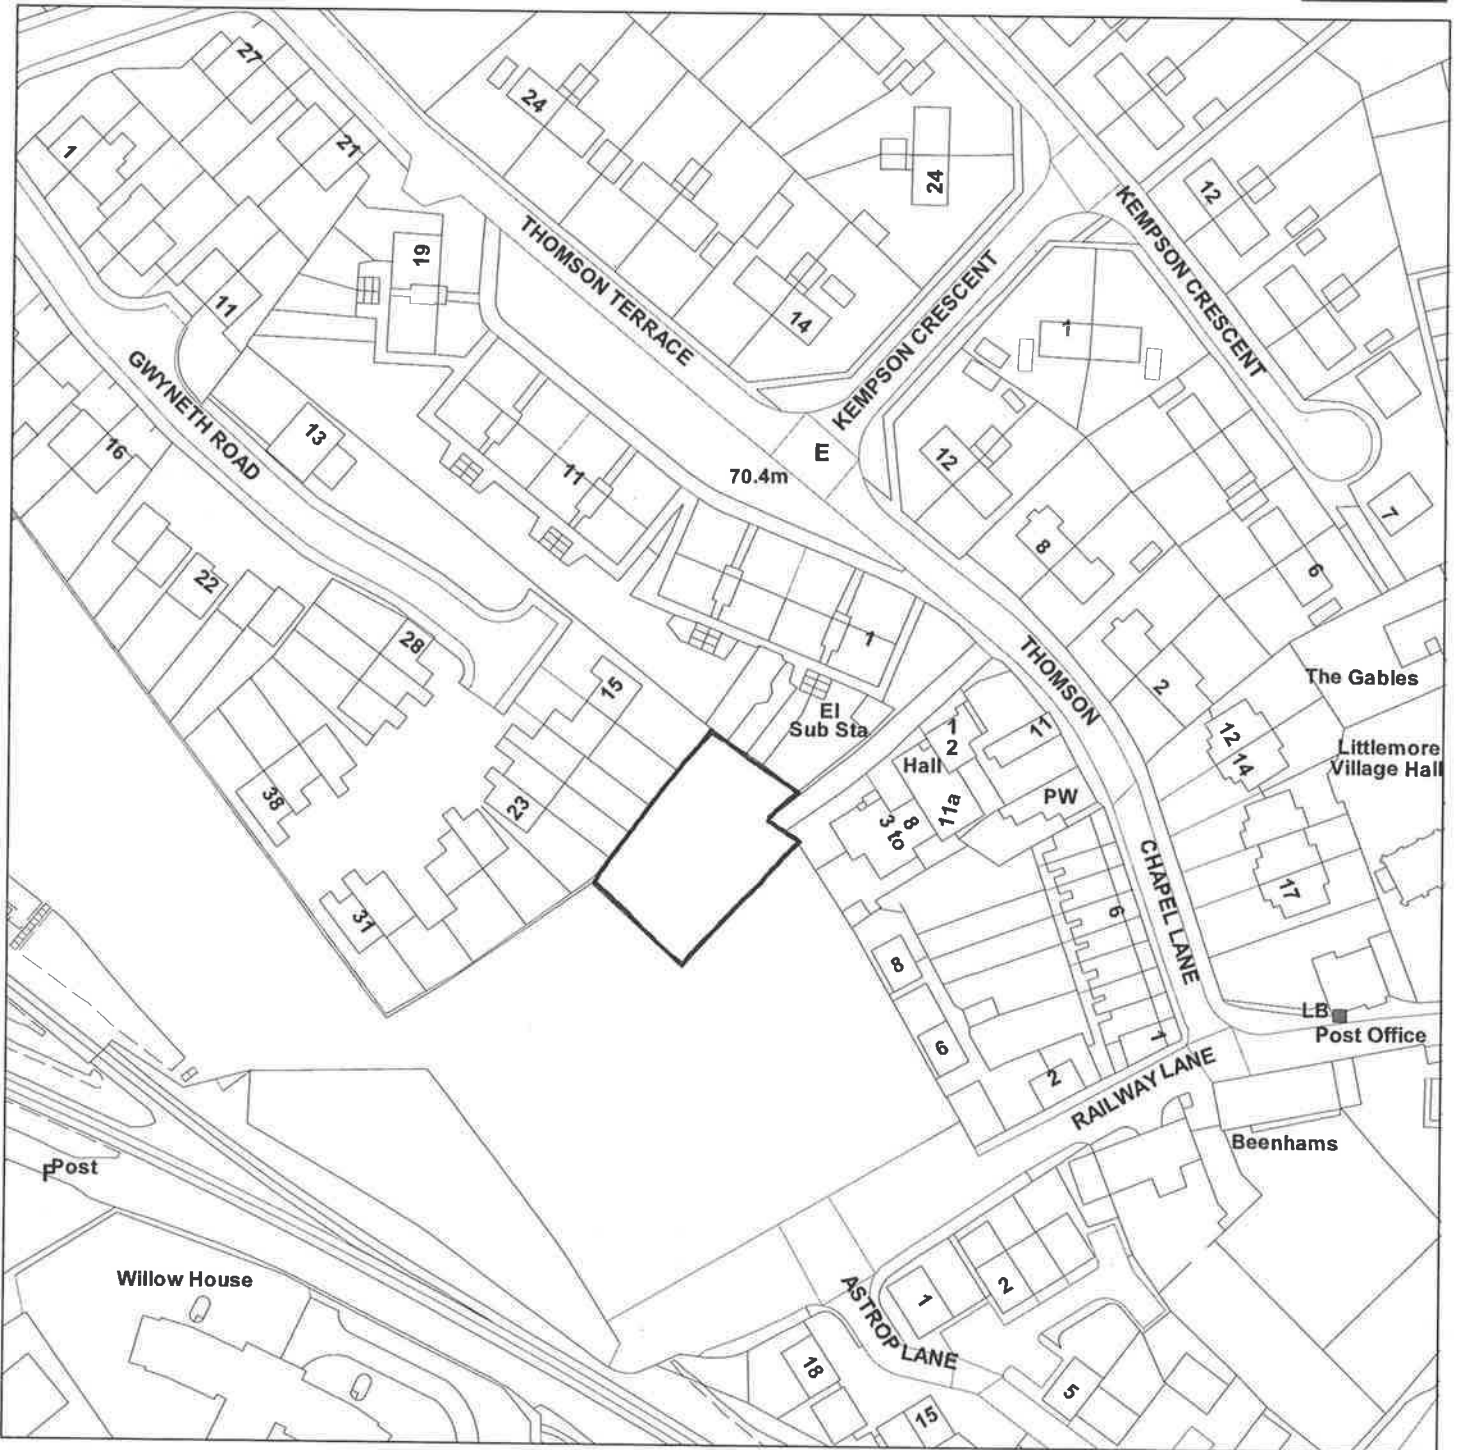 27
1
21
24
24
19
THOMSON TERRACE
14
KEMPSON CRESCENT
KEMPSON CRESCENT
12
1
11
GWYNETH ROAD
13
16
11
70.4m
E
12
8
7
6
22
28
15
1
El
Sub Sta
THOMSON
2
The Gables
12
14
Littlemore
Village Hall
1
2
11
Hall
11a
PW
3 to 8
38
23
31
CHAPEL LANE
6
17
8
6
2
1
LB
Post Office
RAILWAY LANE
Beenhams
FPost
Willow House
ASTROP LANE
1
2
18
5
15